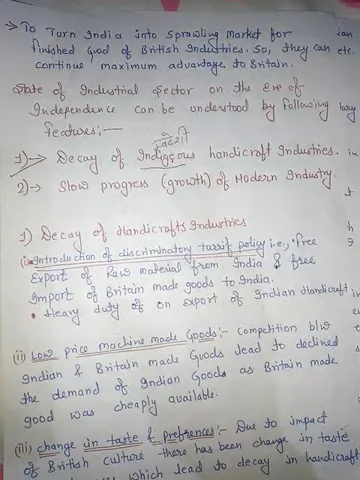 → To Turn India into Sprawling market for
finished Good of British Industries. So, they can
continue maximum advantage to Britain.
State of Industrial Sector on the Eve of
Independence can be understood by following
features:—
स्वदेशी
1)→ Decay of Indigeous handicraft Industries.
2)→ Slow progress (growth) of Modern Industry.
1) Decay of Handicrafts Industries
(i) Introduction of discriminatory tarrif policy i.e., free
Export of Raw material from India & free
Import of Britain made goods to India.
• Heavy duty of on Export of Indian Handicraft
(ii) Low price machine made Goods:- competition b/w
Indian & Britain made Goods lead to declined
the demand of Indian Goods as Britain made
good was cheaply available.
(iii) change in taste & prefrences:- Due to impact
of British culture there has been change in taste
which lead to decay in handicraft